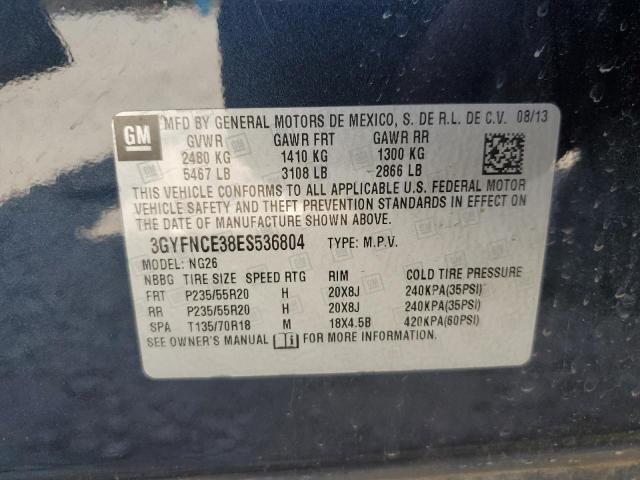 GM
MFD BY GENERAL MOTORS DE MEXICO, S. DE R.L. DE C.V. 08/13
GVWR GAWR FRT GAWR RR
2480 KG 1410 KG 1300 KG
5467 LB 3108 LB 2866 LB
THIS VEHICLE CONFORMS TO ALL APPLICABLE U.S. FEDERAL MOTOR
VEHICLE SAFETY AND THEFT PREVENTION STANDARDS IN EFFECT ON
THE DATE OF MANUFACTURE SHOWN ABOVE.
3GYFNCE38ES536804 TYPE: M.P.V.
MODEL: NG26
NBBG TIRE SIZE SPEED RTG RIM COLD TIRE PRESSURE
FRT P235/55R20 H 20X8J 240KPA(35PSI)
RR P235/55R20 H 20X8J 240KPA(35PSI)
SPA T135/70R18 M 18X4.5B 420KPA(60PSI)
SEE OWNER'S MANUAL FOR MORE INFORMATION.